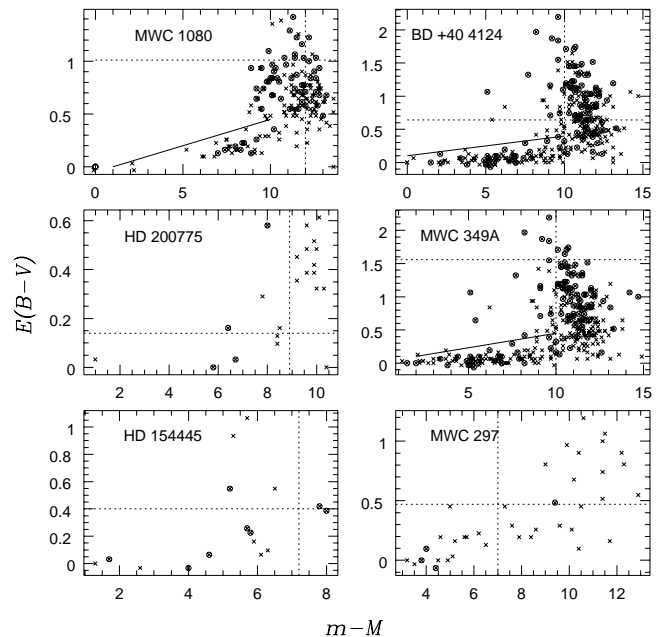 MWC 1080
1
0.5
0
0 5 10
BD +40 4124
2
1.5
1
0.5
0
0 5 10 15
HD 200775
0.6
0.4
0.2
0
2 4 6 8 10
MWC 349A
2
1.5
1
0.5
0
5 10 15
HD 154445
1
0.8
0.6
0.4
0.2
0
2 4 6 8
MWC 297
1
0.5
0
4 6 8 10 12
E(B−V)
m−M